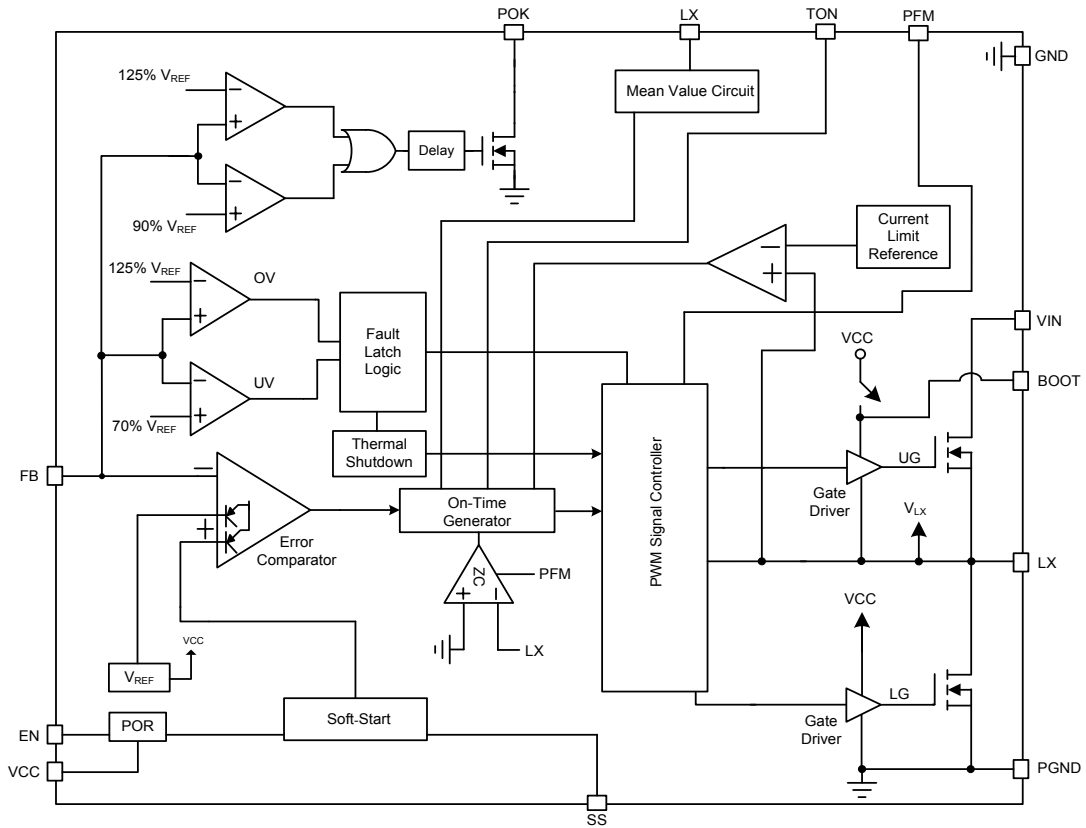 POK
LX
TON
PFM
GND
125% VREF
Mean Value Circuit
Delay
90% VREF
Current
Limit
Reference
125% VREF
OV
Fault
Latch
Logic
VIN
VCC
BOOT
UV
70% VREF
Thermal
Shutdown
FB
UG
Gate
Driver
On-Time
Generator
Error
Comparator
PWM Signal Controller
VLX
LX
ZC
PFM
VCC
LX
VCC
VREF
LG
Gate
Driver
Soft-Start
EN
POR
VCC
PGND
SS